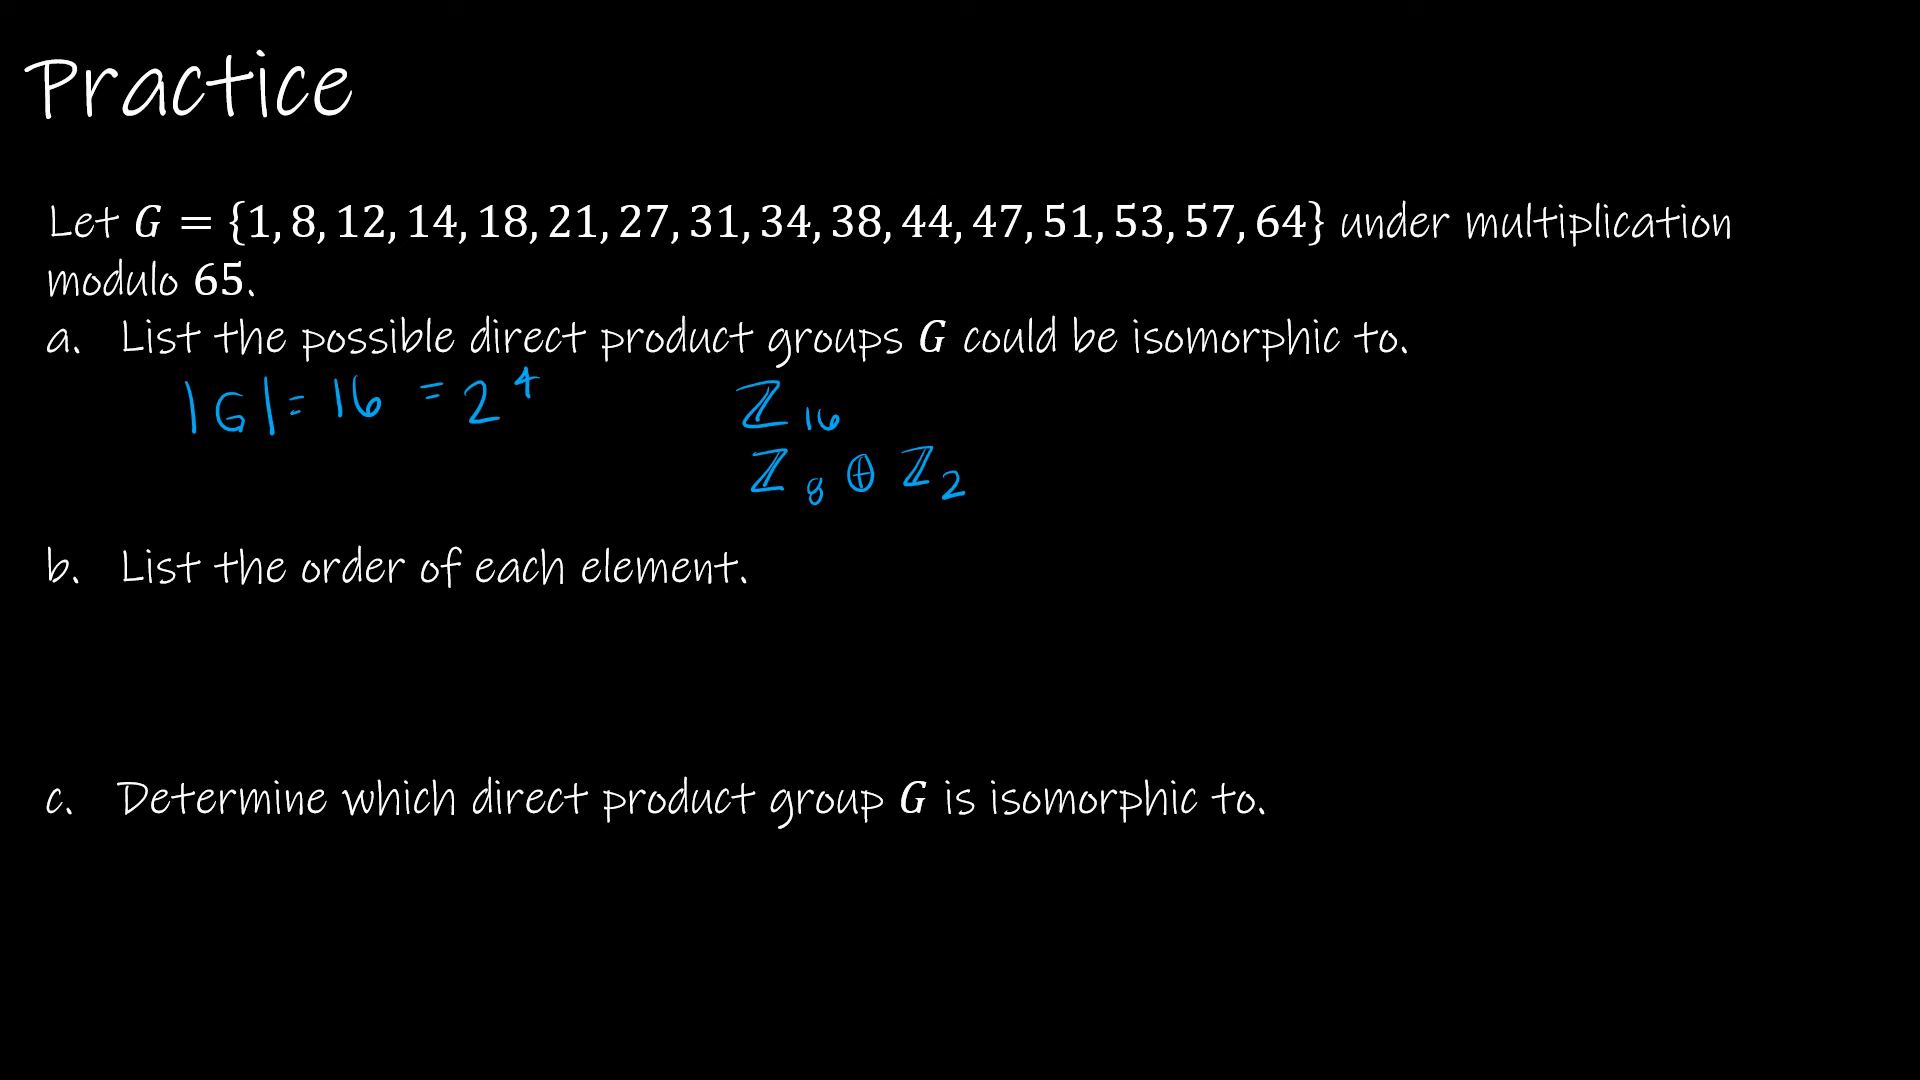 Practice
Let G = {1, 8, 12, 14, 18, 21, 27, 31, 34, 38, 44, 47, 51, 53, 57, 64} under multiplication
modulo 65.
a. List the possible direct product groups G could be isomorphic to.
|G| = 16 = 2⁴ ℤ₁₆
ℤ₈ ⊕ ℤ₂
b. List the order of each element.
c. Determine which direct product group G is isomorphic to.